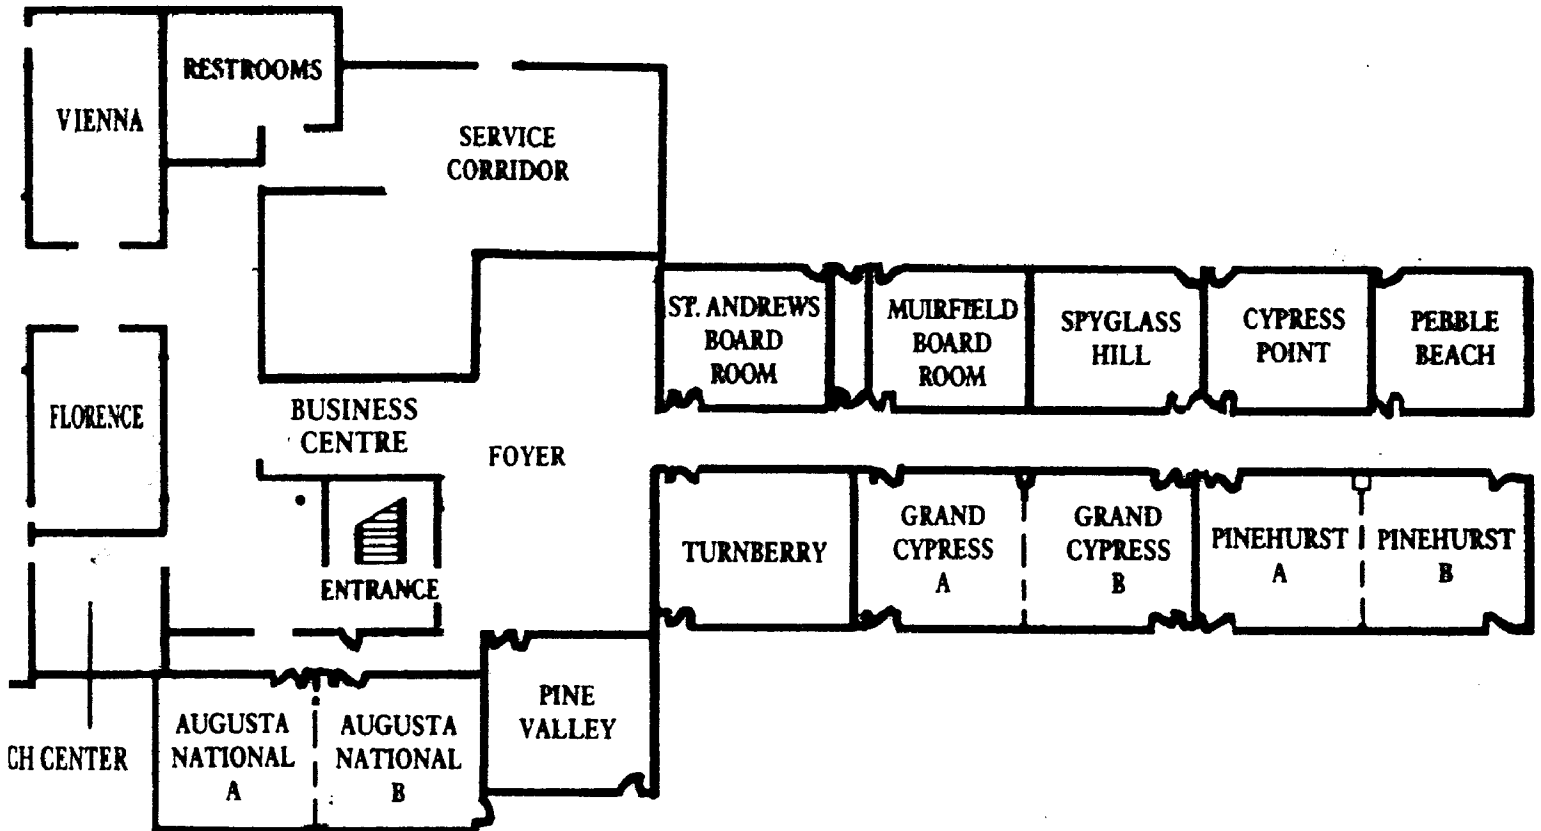 RESTROOMS
VIENNA
SERVICE
CORRIDOR
ST. ANDREWS
BOARD
ROOM
MUIRFIELD
BOARD
ROOM
SPYGLASS
HILL
CYPRESS
POINT
PEBBLE
BEACH
FLORENCE
BUSINESS
CENTRE
FOYER
TURNBERRY
GRAND
CYPRESS
A
GRAND
CYPRESS
B
PINEHURST
A
PINEHURST
B
ENTRANCE
PINE
VALLEY
AUGUSTA
NATIONAL
A
AUGUSTA
NATIONAL
B
CH CENTER